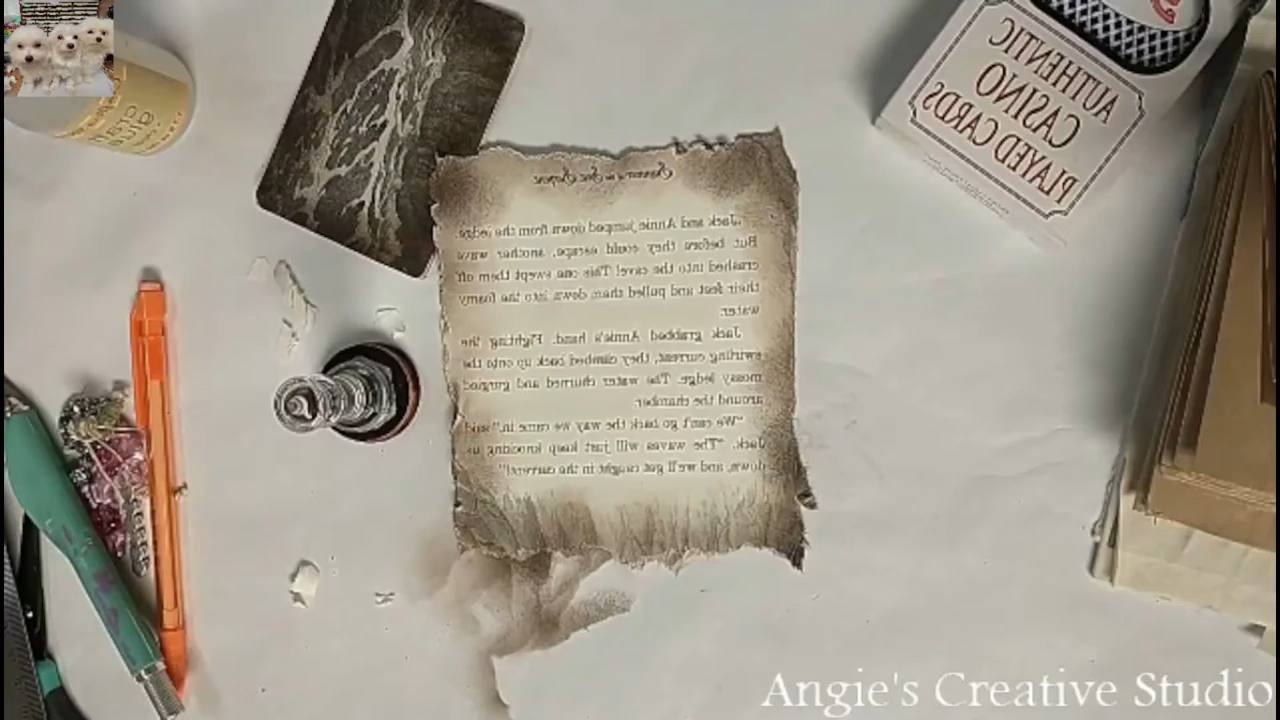 AUTHENTIC
CASINO
PLAYED CARDS
"Jack and Annie jumped down from the ledge.
But before they could escape, another wave
crashed into the cave! This one swept them off
their feet and pulled them down into the foamy
water.
Jack grabbed Annie's hand. Fighting the
swirling current, they climbed back up onto the
mossy ledge. The water churned and gurgled
around the chamber.
"We can't go back the way we came in," said
Jack. "The waves will just keep knocking us
down, and we'll get caught in the current!"
Angie's Creative Studio